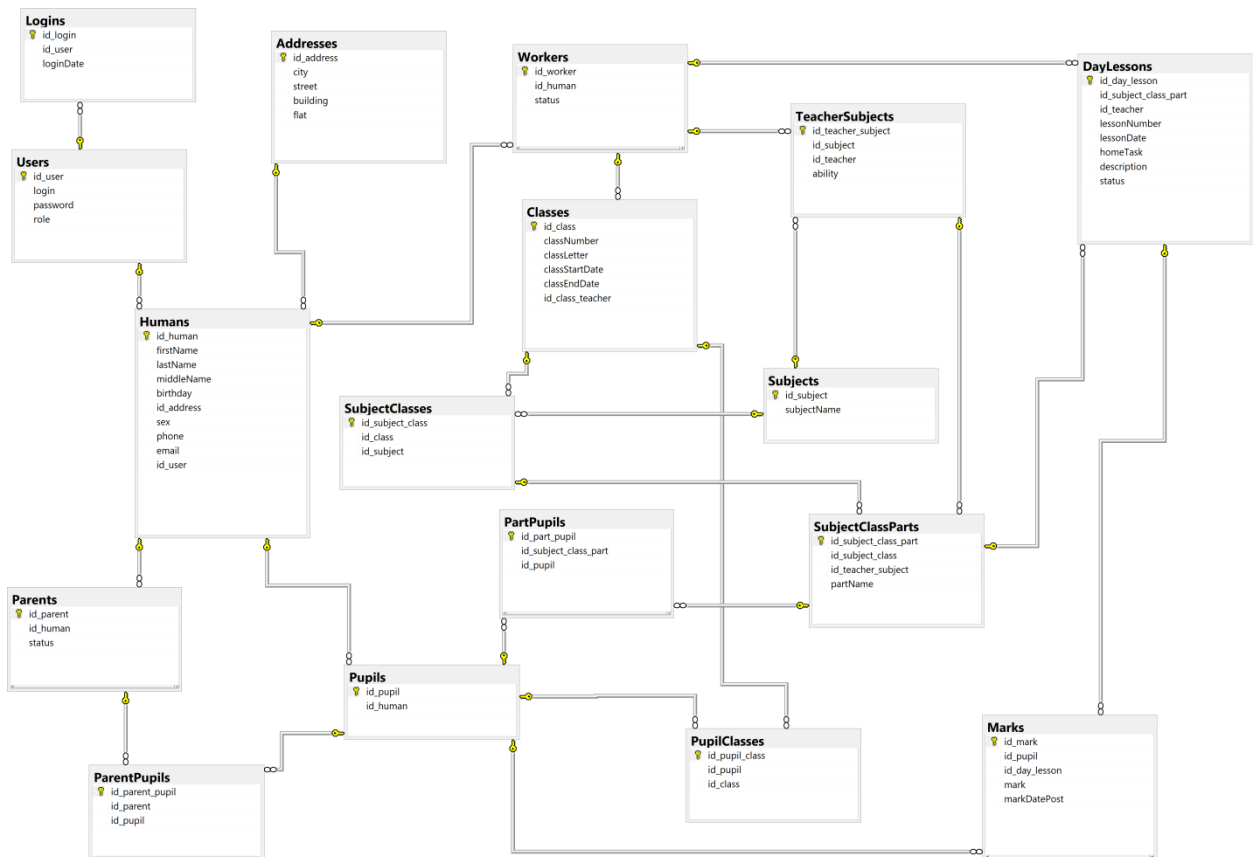 Logins
id_login
id_user
loginDate
Addresses
id_address
city
street
building
flat
Workers
id_worker
id_human
status
DayLessons
id_day_lesson
id_subject_class_part
id_teacher
lessonNumber
lessonDate
homeTask
description
status
TeacherSubjects
id_teacher_subject
id_subject
id_teacher
ability
Users
id_user
login
password
role
Classes
id_class
classNumber
classLetter
classStartDate
classEndDate
id_class_teacher
Humans
id_human
firstName
lastName
middleName
birthday
id_address
sex
phone
email
id_user
Subjects
id_subject
subjectName
SubjectClasses
id_subject_class
id_class
id_subject
PartPupils
id_part_pupil
id_subject_class_part
id_pupil
SubjectClassParts
id_subject_class_part
id_subject_class
id_teacher_subject
partName
Parents
id_parent
id_human
status
Pupils
id_pupil
id_human
PupilClasses
id_pupil_class
id_pupil
id_class
Marks
id_mark
id_pupil
id_day_lesson
mark
markDatePost
ParentPupils
id_parent_pupil
id_parent
id_pupil